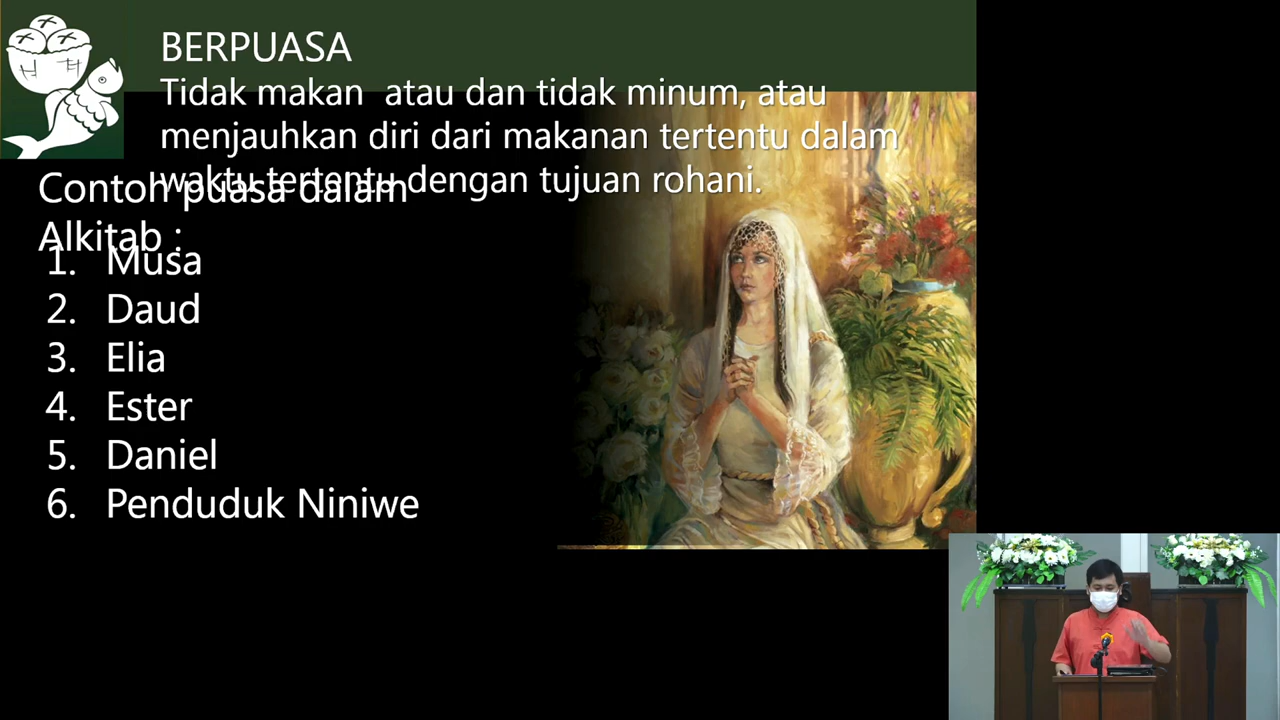 BERPUASA
Tidak makan atau dan tidak minum, atau
menjauhkan diri dari makanan tertentu dalam
waktu tertentu dengan tujuan rohani.
Contoh puasa dalam
Alkitab :
1. Musa
2. Daud
3. Elia
4. Ester
5. Daniel
6. Penduduk Niniwe